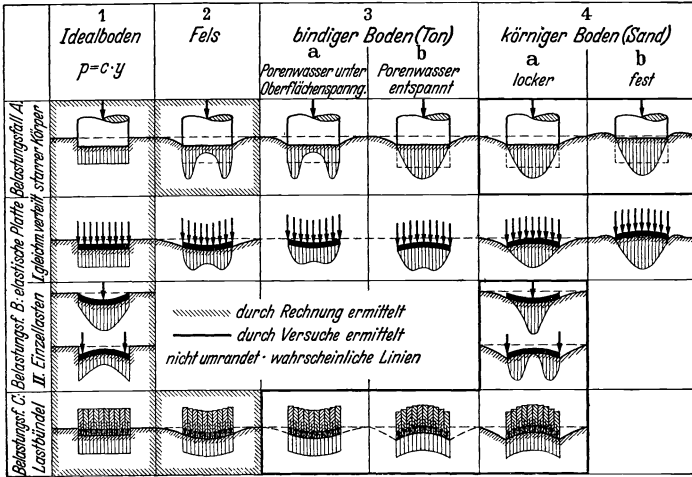 1
Idealboden
p=c·y
2
Fels
3
bindiger Boden (Ton)
a
Porenwasser unter
Oberflächenspanng.
b
Porenwasser
entspannt
4
körniger Boden (Sand)
a
locker
b
fest
Belastungsfall A.
starrer Körper
Belastungsf. B: elastische Platte
I. gleichm. verteilt
II. Einzellasten
durch Rechnung ermittelt
durch Versuche ermittelt
nicht umrandet · wahrscheinliche Linien
Belastungsf. C:
Lastbündel